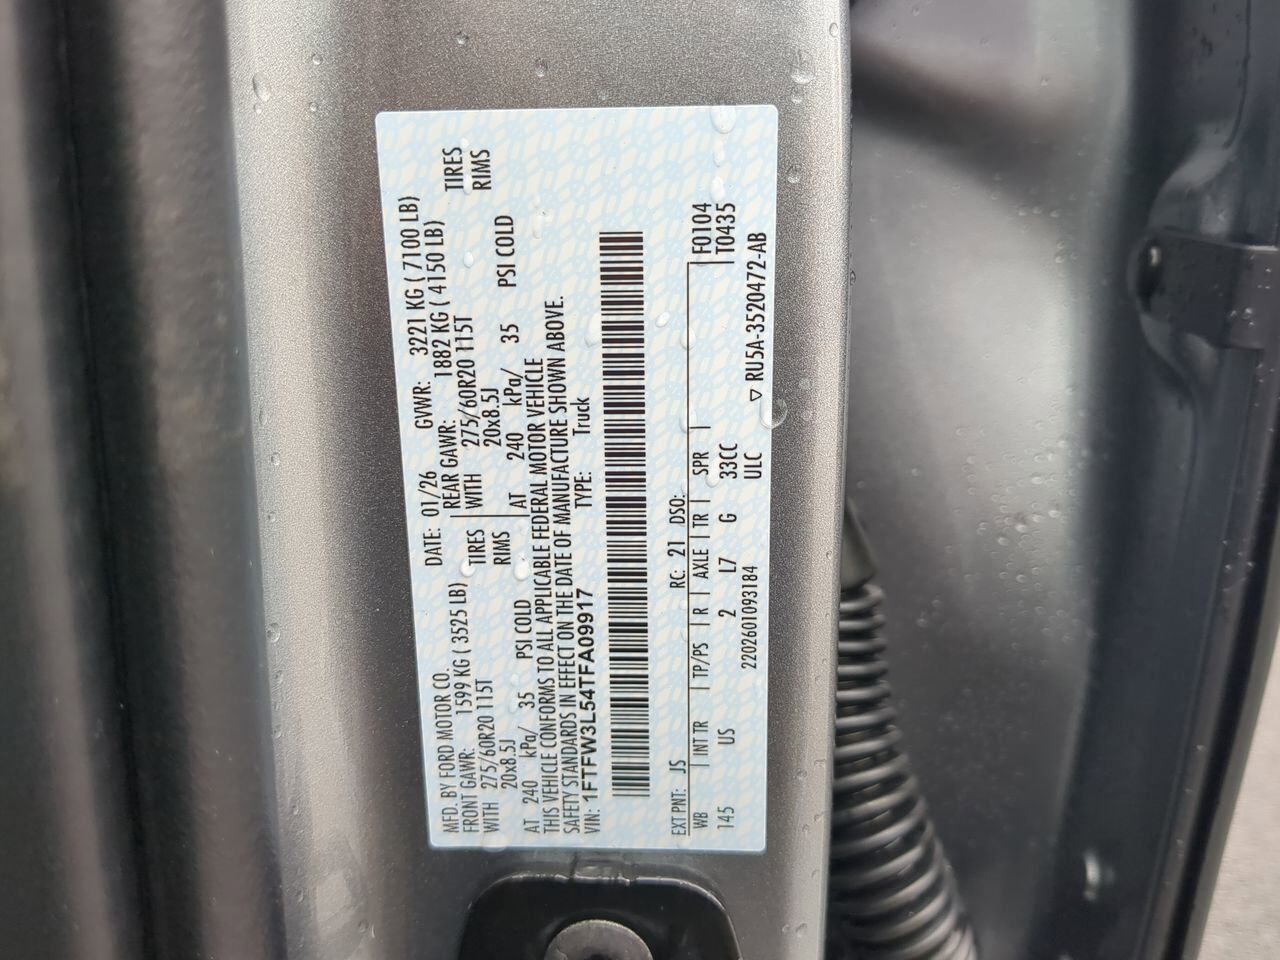 MFD. BY FORD MOTOR CO.
DATE: 01/26 GVWR: 3221 KG ( 7100 LB)
FRONT GAWR: 1599 KG ( 3525 LB) REAR GAWR: 1882 KG ( 4150 LB)
WITH 275/60R20 115T TIRES WITH 275/60R20 115T TIRES
20x8.5J RIMS 20x8.5J RIMS
AT 240 kPa/ 35 PSI COLD AT 240 kPa/ 35 PSI COLD
THIS VEHICLE CONFORMS TO ALL APPLICABLE FEDERAL MOTOR VEHICLE
SAFETY STANDARDS IN EFFECT ON THE DATE OF MANUFACTURE SHOWN ABOVE.
VIN: 1FTFW3L54TFA09917 TYPE: Truck
EXT PNT: JS RC: 21 DSO:
WB | INT TR | TP/PS | R | AXLE | TR | SPR | F0104
145 US 2 L7 G 33CC T0435
ULC
2202601093184 ▽ RU5A-3520472-AB